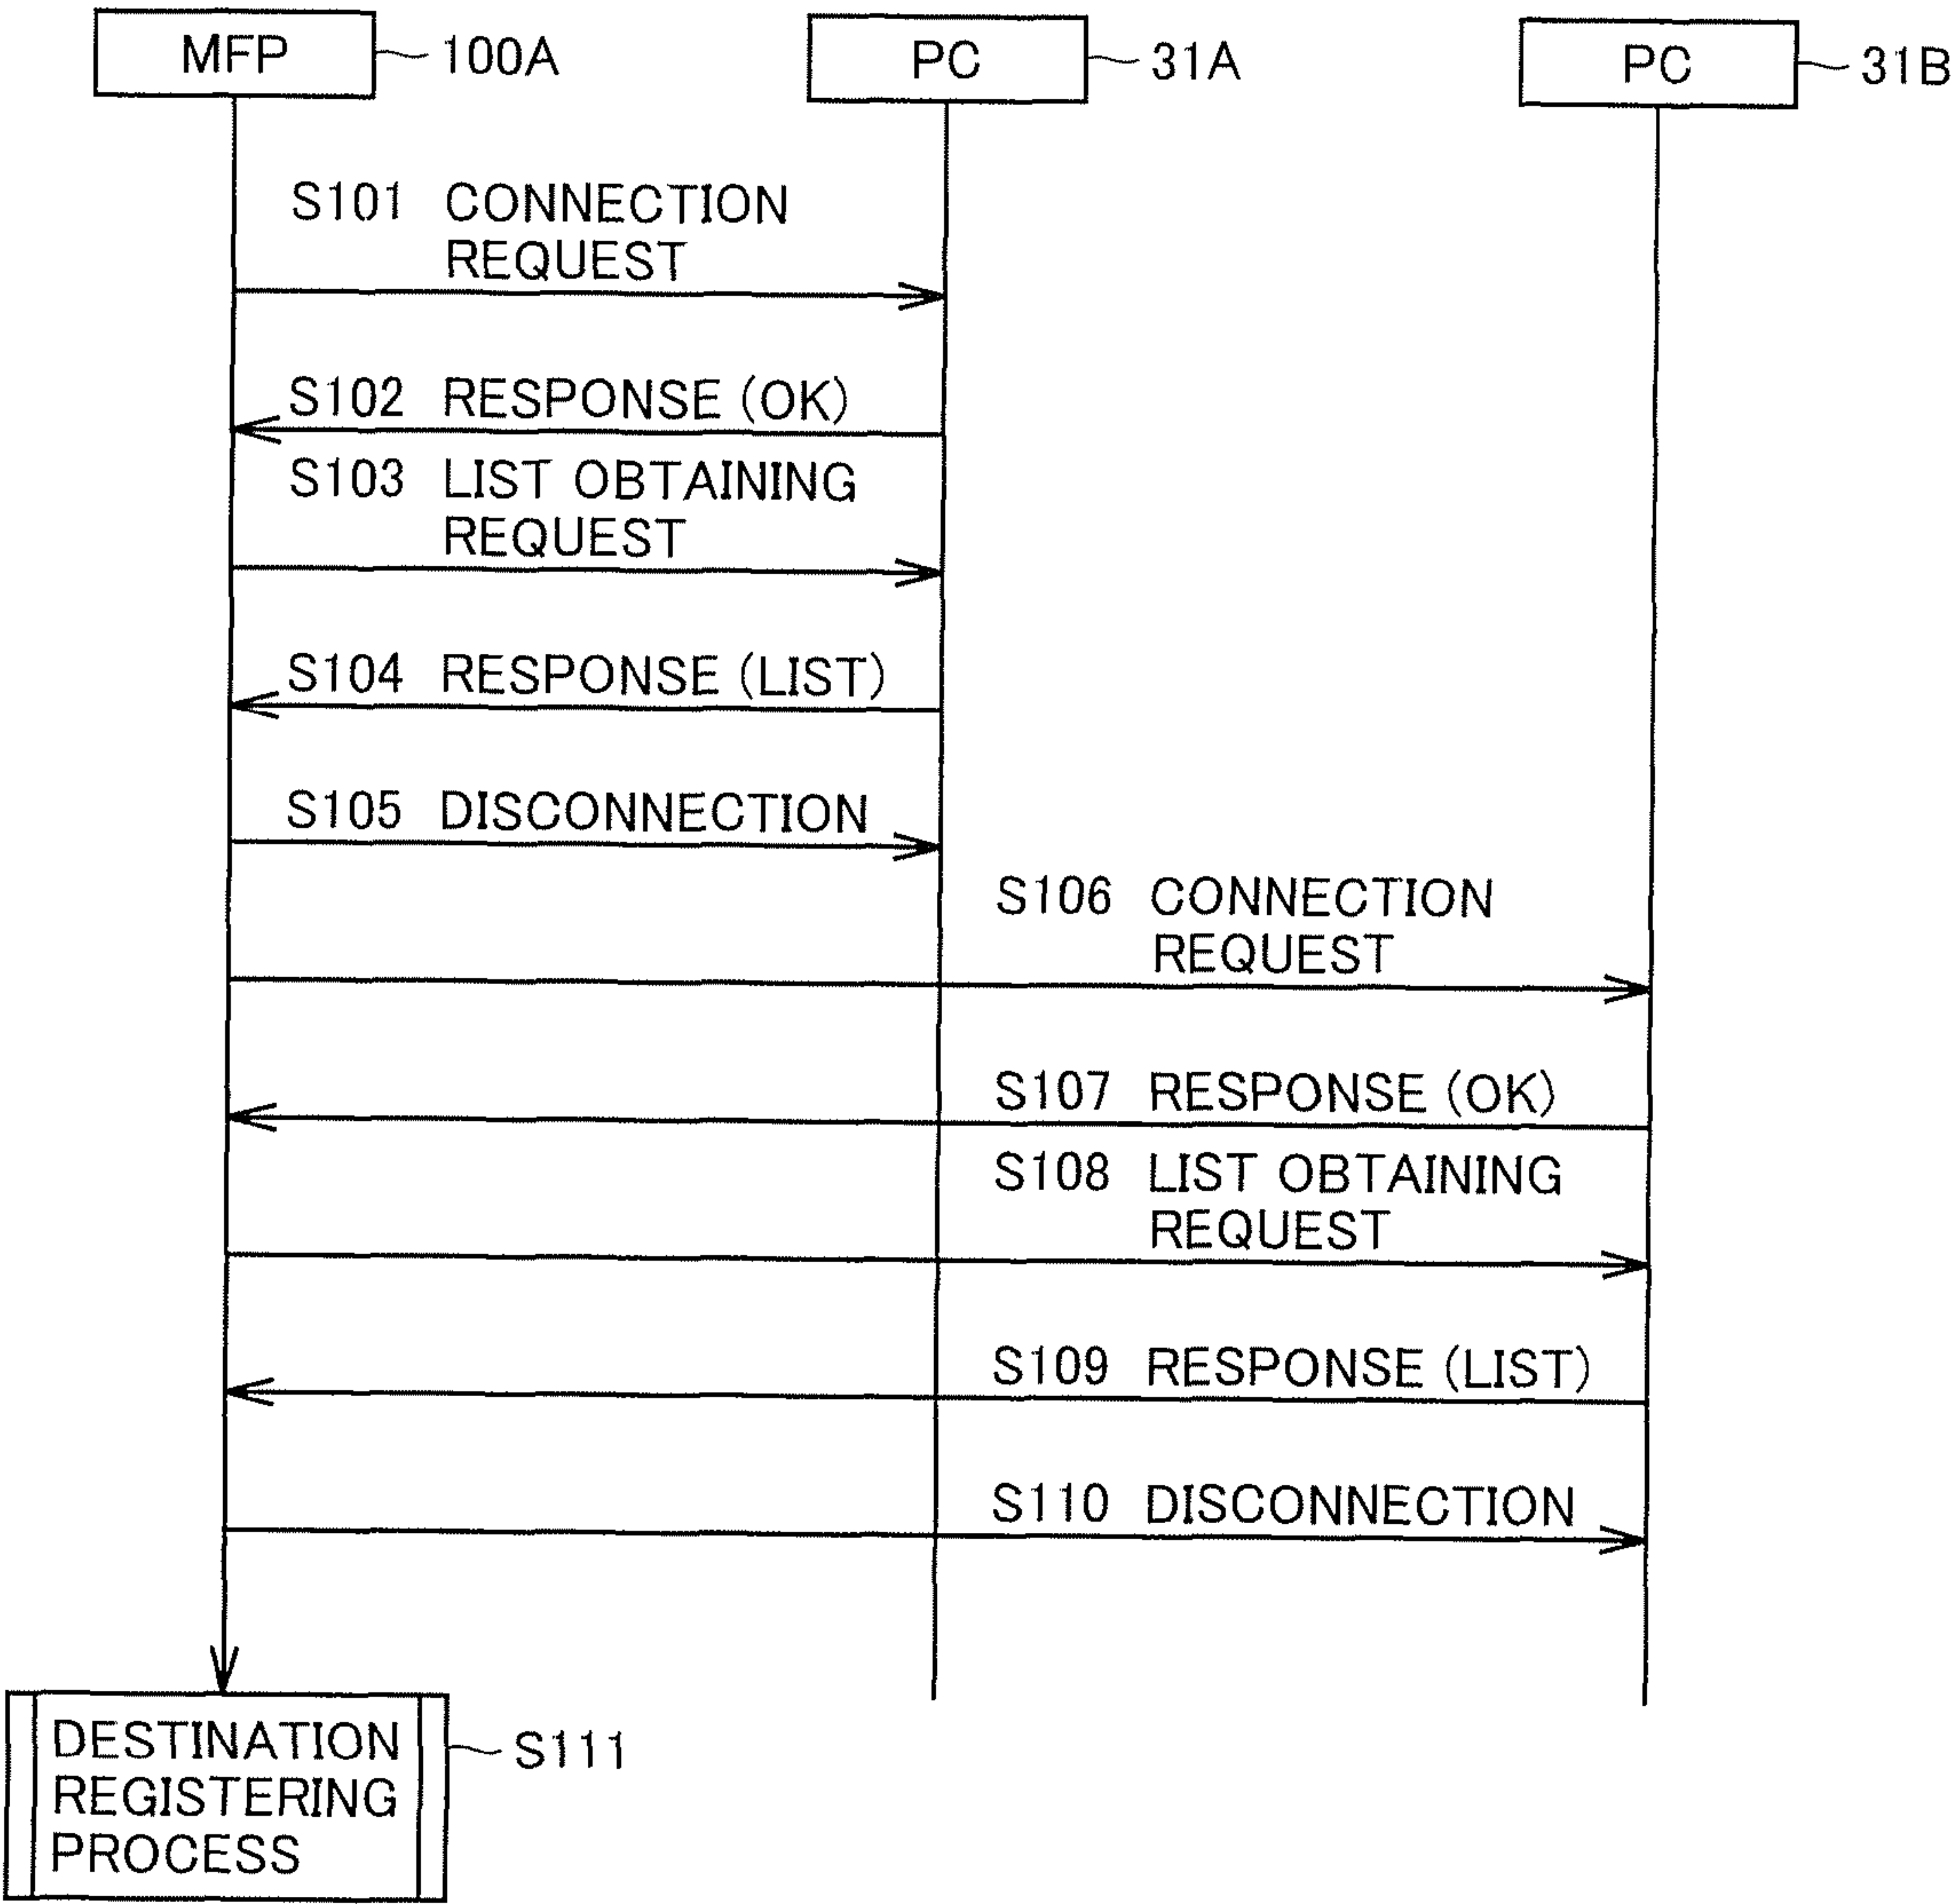 MFP 100A PC 31A PC 31B
S101 CONNECTION
REQUEST
S102 RESPONSE (OK)
S103 LIST OBTAINING
REQUEST
S104 RESPONSE (LIST)
S105 DISCONNECTION
S106 CONNECTION
REQUEST
S107 RESPONSE (OK)
S108 LIST OBTAINING
REQUEST
S109 RESPONSE (LIST)
S110 DISCONNECTION
DESTINATION S111
REGISTERING
PROCESS